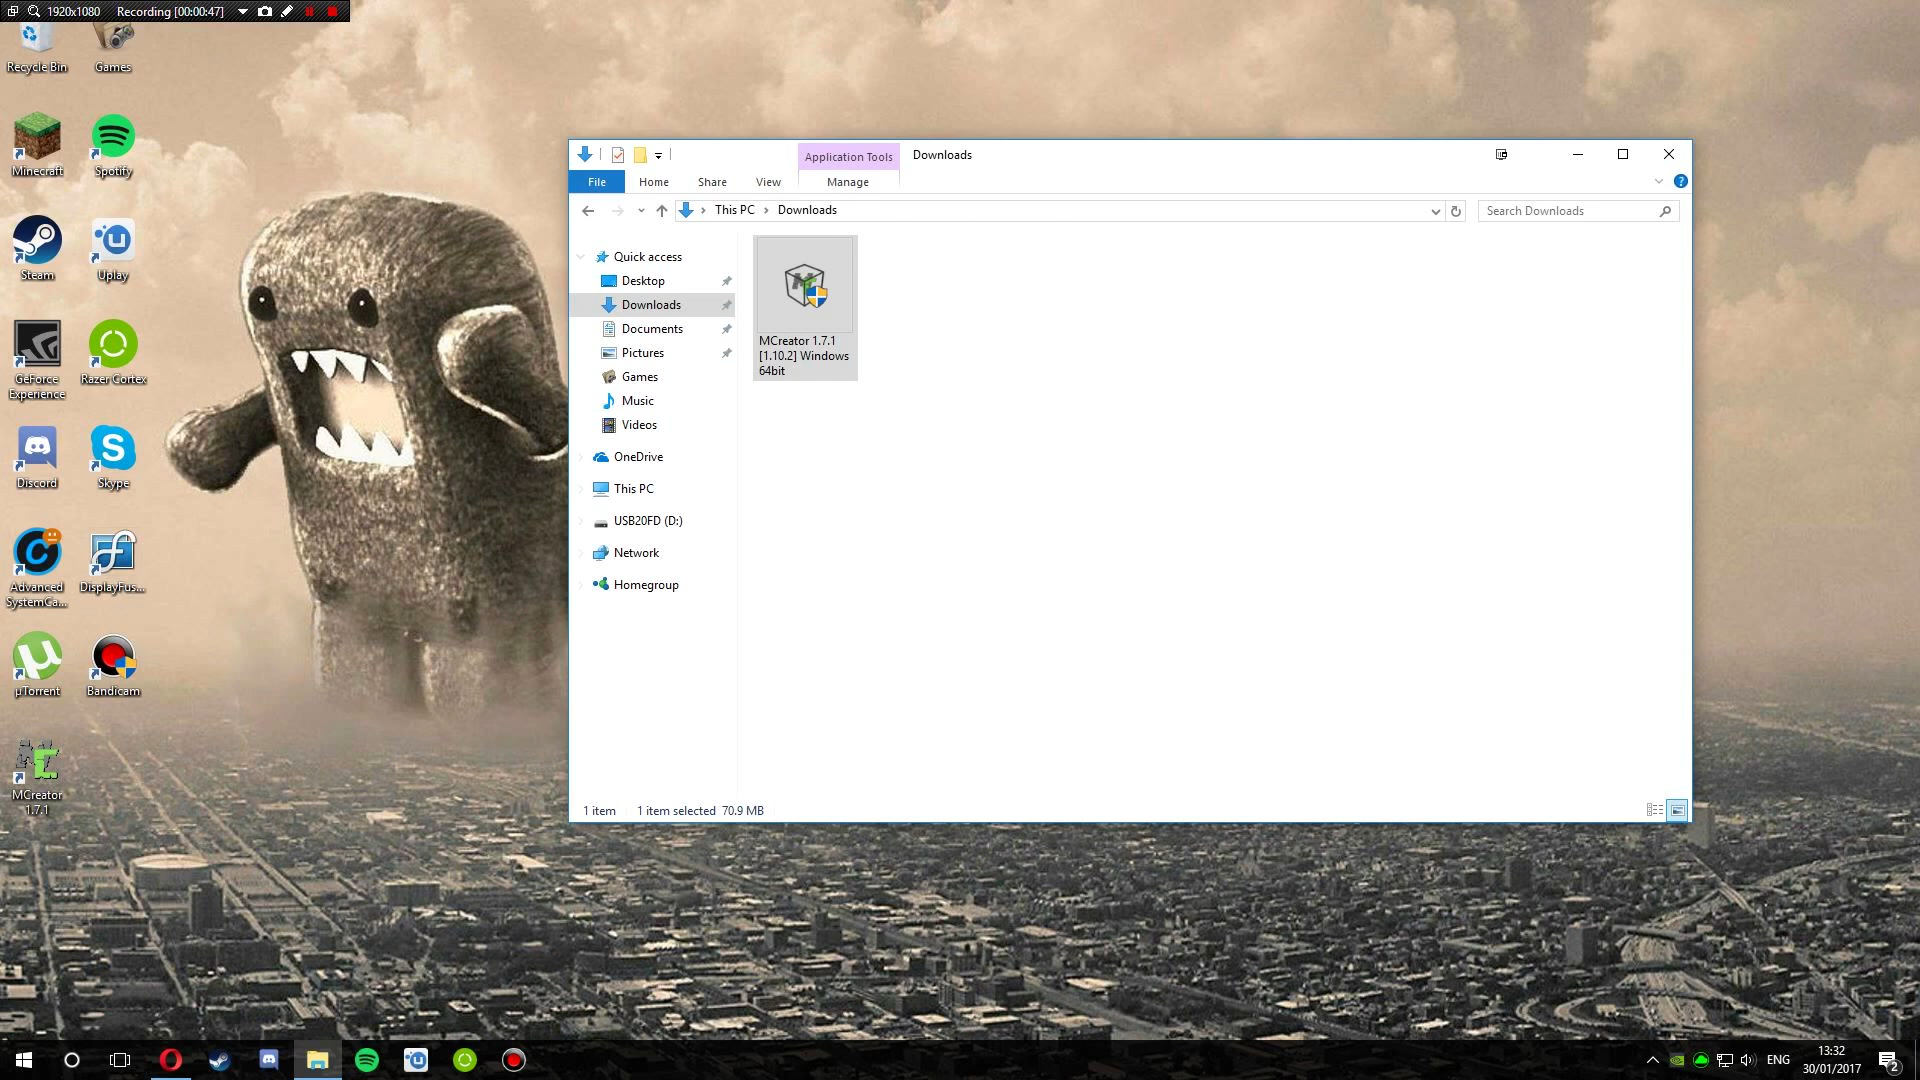 1920x1080 Recording [00:00:47]
Recycle Bin
Games
Minecraft
Spotify
Steam
Uplay
GeForce
Experience
Razer Cortex
Discord
Skype
Advanced
SystemCa...
DisplayFus...
µTorrent
Bandicam
MCreator
1.7.1
Application Tools
Downloads
File
Home
Share
View
Manage
This PC
Downloads
Search Downloads
Quick access
Desktop
Downloads
Documents
Pictures
Games
Music
Videos
OneDrive
This PC
USB20FD (D:)
Network
Homegroup
MCreator 1.7.1
[1.10.2] Windows
64bit
1 item
1 item selected 70.9 MB
ENG
13:32
30/01/2017
2